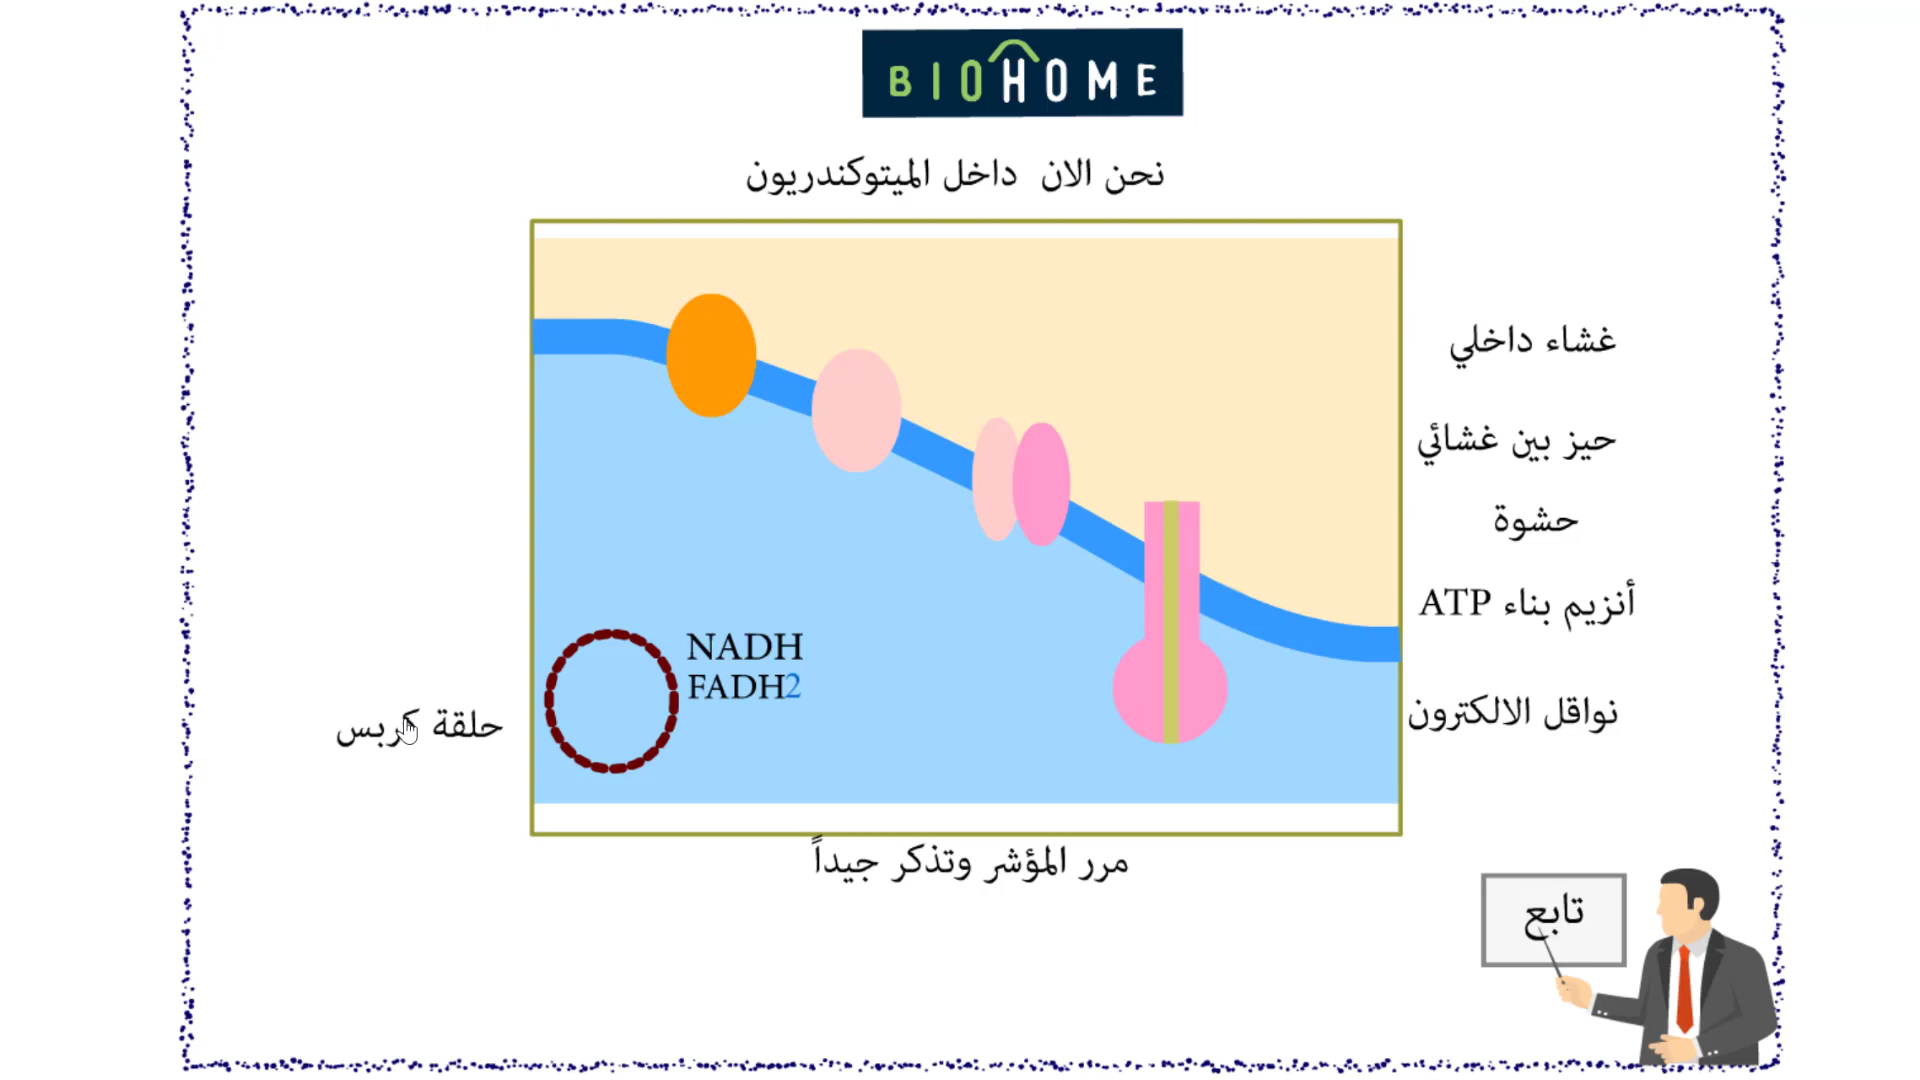 BIOHOME
نحن الان داخل الميتوكندريون
غشاء داخلي
حيز بين غشائي
حشوة
أنزيم بناء ATP
نواقل الالكترون
NADH
FADH2
حلقة كربس
مرر المؤشر وتذكر جيداً
تابع